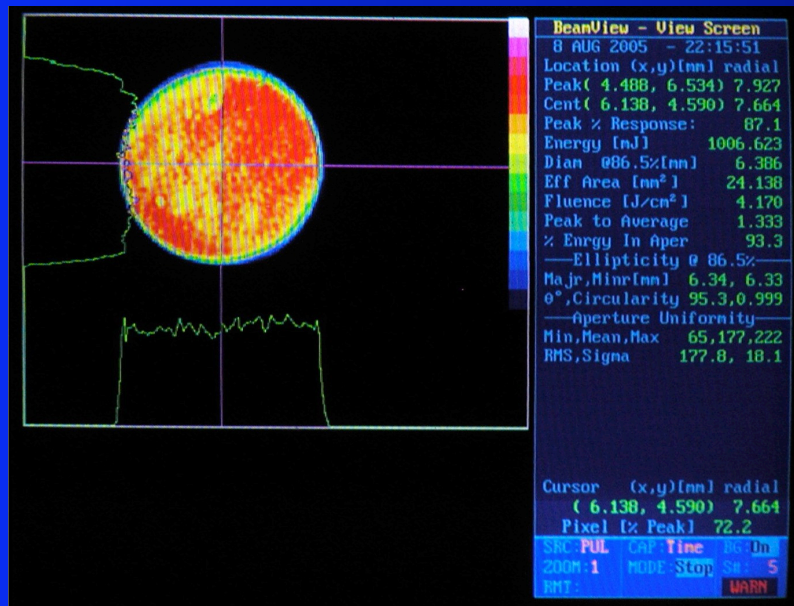 BeamView - View Screen
8 AUG 2005 - 22:15:51
Location (x,y)[mm] radial
Peak( 4.488, 6.534) 7.927
Cent( 6.138, 4.590) 7.664
Peak % Response: 87.1
Energy [mJ] 1006.623
Diam @86.5%[mm] 6.386
Eff Area [mm²] 24.138
Fluence [J/cm²] 4.170
Peak to Average 1.333
% Enrgy In Aper 93.3
Ellipticity @ 86.5%
Majr,Minr[mm] 6.34, 6.33
θ°,Circularity 95.3,0.999
Aperture Uniformity
Min,Mean,Max 65,177,222
RMS,Sigma 177.8, 18.1
Cursor (x,y)[mm] radial
( 6.138, 4.590) 7.664
Pixel [% Peak] 72.2
SRC:PUL CAP:Time BG:On
ZOOM:1 MODE:Stop S#: 5
RMT: WARN